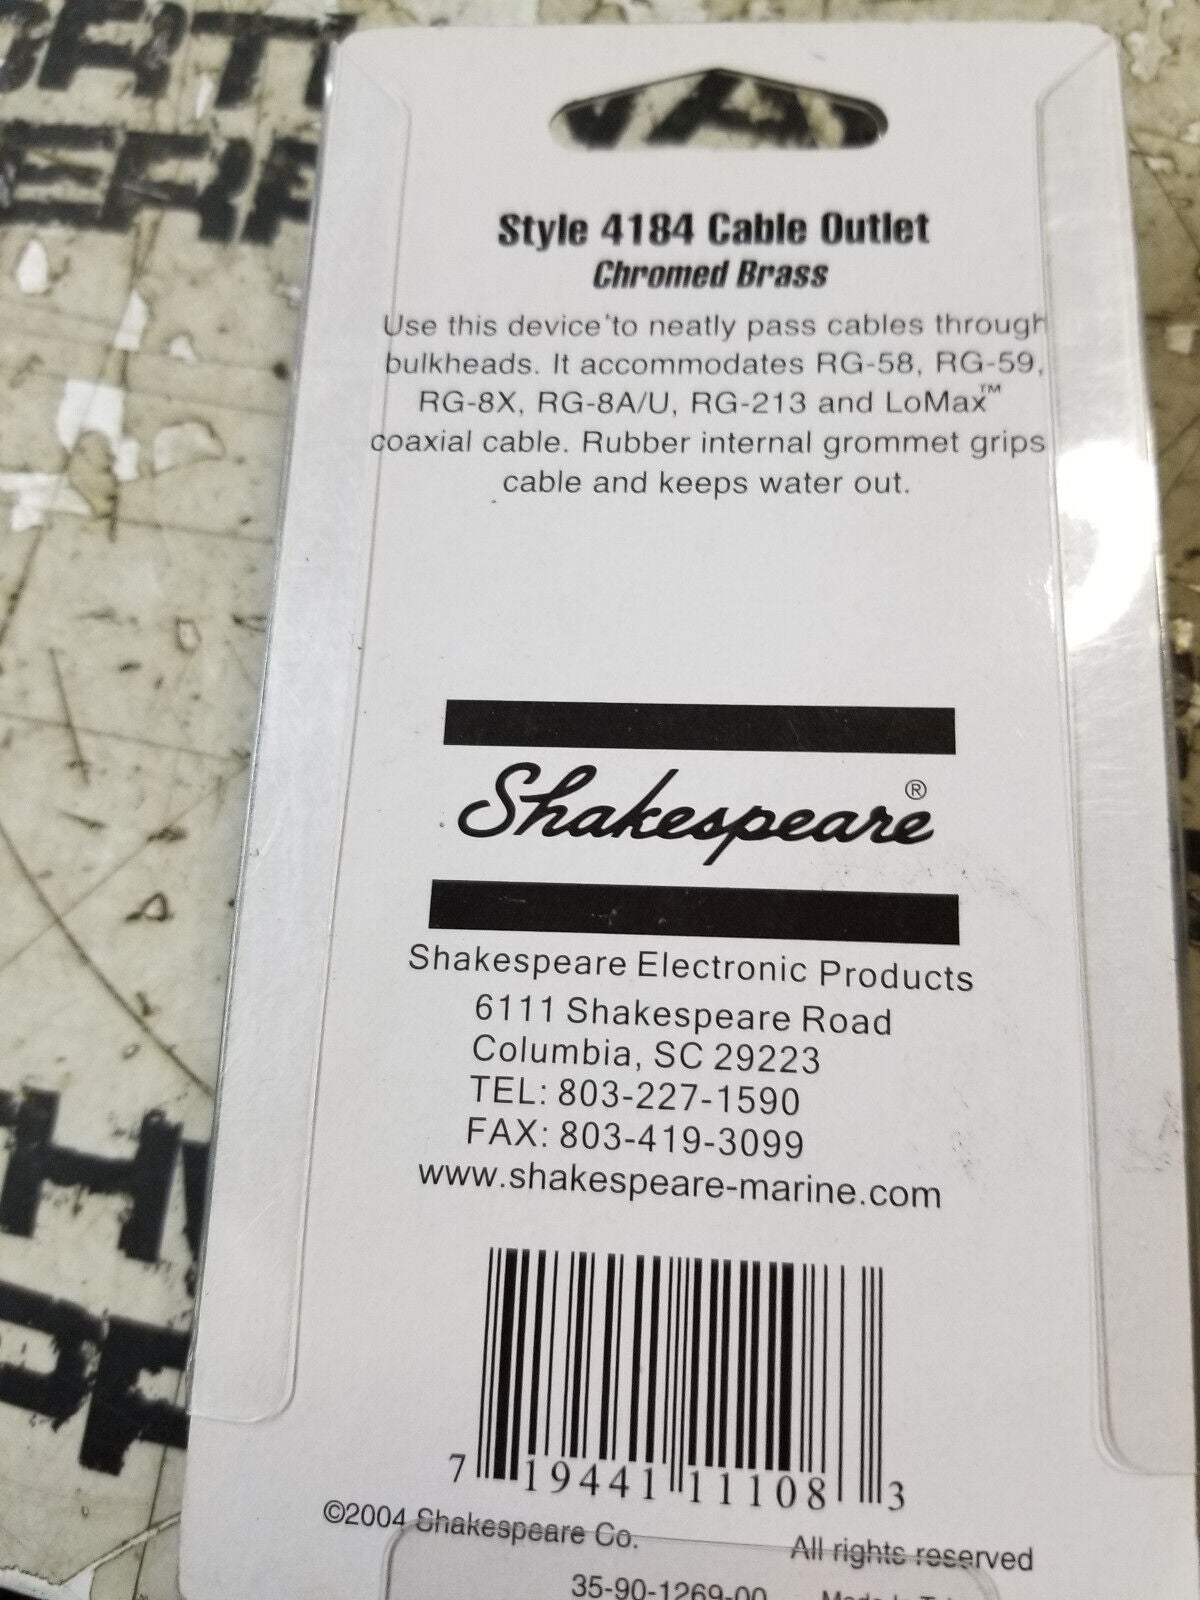 Style 4184 Cable Outlet
Chromed Brass
Use this device to neatly pass cables through
bulkheads. It accommodates RG-58, RG-59,
RG-8X, RG-8A/U, RG-213 and LoMax™
coaxial cable. Rubber internal grommet grips
cable and keeps water out.
Shakespeare®
Shakespeare Electronic Products
6111 Shakespeare Road
Columbia, SC 29223
TEL: 803-227-1590
FAX: 803-419-3099
www.shakespeare-marine.com
7 19441 11108 3
©2004 Shakespeare Co. All rights reserved
35-90-1269-00 Made In